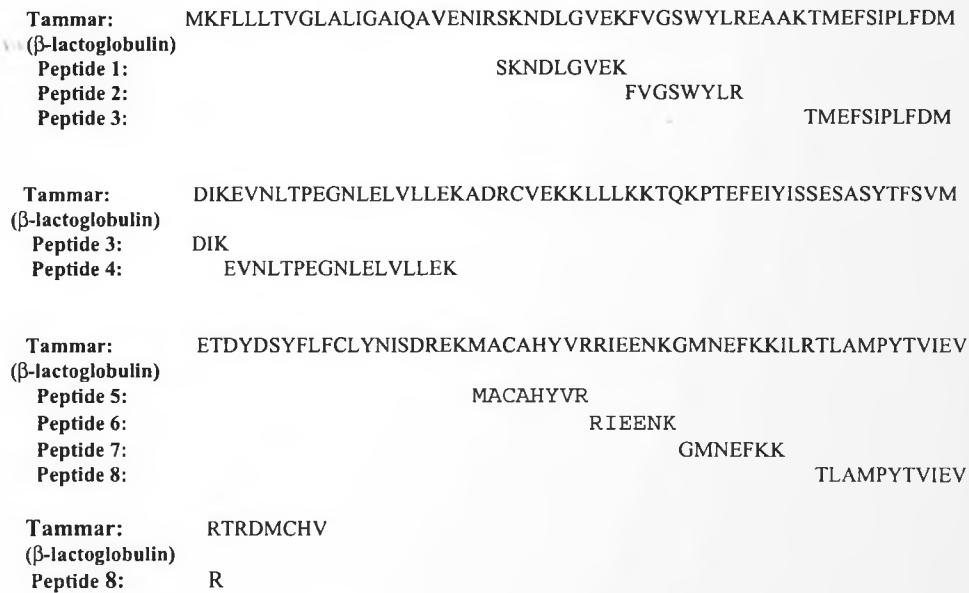 Tammar: MKFLLLTVGLALIGAIQAVENIRSKNDLGVEKFVGSWYLREAAKTMEFSIPLFDM
(β-lactoglobulin)
Peptide 1: SKNDLGVEK
Peptide 2: FVGSWYLR
Peptide 3: TMEFSIPLFDM
Tammar: DIKEVNLTPEGNLELVLLEKADRCVEKKLLLKKTQKPTEFEIYISSESASYTFSVM
(β-lactoglobulin)
Peptide 3: DIK
Peptide 4: EVNLTPEGNLELVLLEK
Tammar: ETDYDSYFLFCLYNISDREKMACAHYVRRIEENKGMNEFKKILRTLAMPYTVIEV
(β-lactoglobulin)
Peptide 5: MACAHYVR
Peptide 6: RIEENK
Peptide 7: GMNEFKK
Peptide 8: TLAMPYTVIEV
Tammar: RTRDMCHV
(β-lactoglobulin)
Peptide 8: R